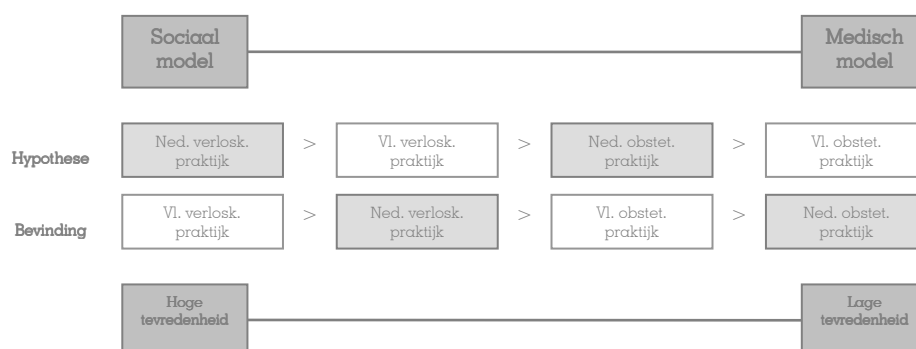 Sociaal
model
Medisch
model
Hypothese
Ned. verlosk.
praktijk
>
Vl. verlosk.
praktijk
>
Ned. obstet.
praktijk
>
Vl. obstet.
praktijk
Bevinding
Vl. verlosk.
praktijk
>
Ned. verlosk.
praktijk
>
Vl. obstet.
praktijk
>
Ned. obstet.
praktijk
Hoge
tevredenheid
Lage
tevredenheid